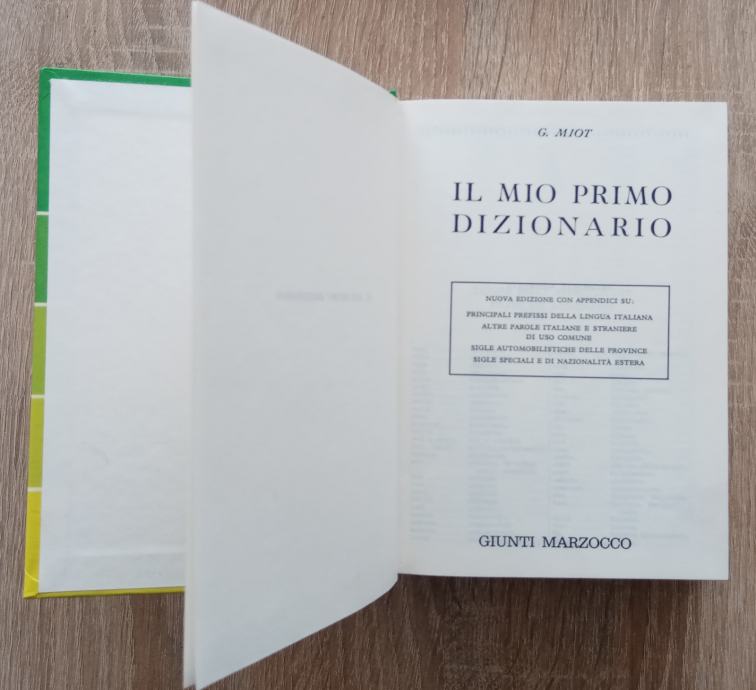 G. MIOT
IL MIO PRIMO
DIZIONARIO
NUOVA EDIZIONE CON APPENDICI SU:
PRINCIPALI PREFISSI DELLA LINGUA ITALIANA
ALTRE PAROLE ITALIANE E STRANIERE
DI USO COMUNE
SIGLE AUTOMOBILISTICHE DELLE PROVINCE
SIGLE SPECIALI E DI NAZIONALITÀ ESTERA
GIUNTI MARZOCCO